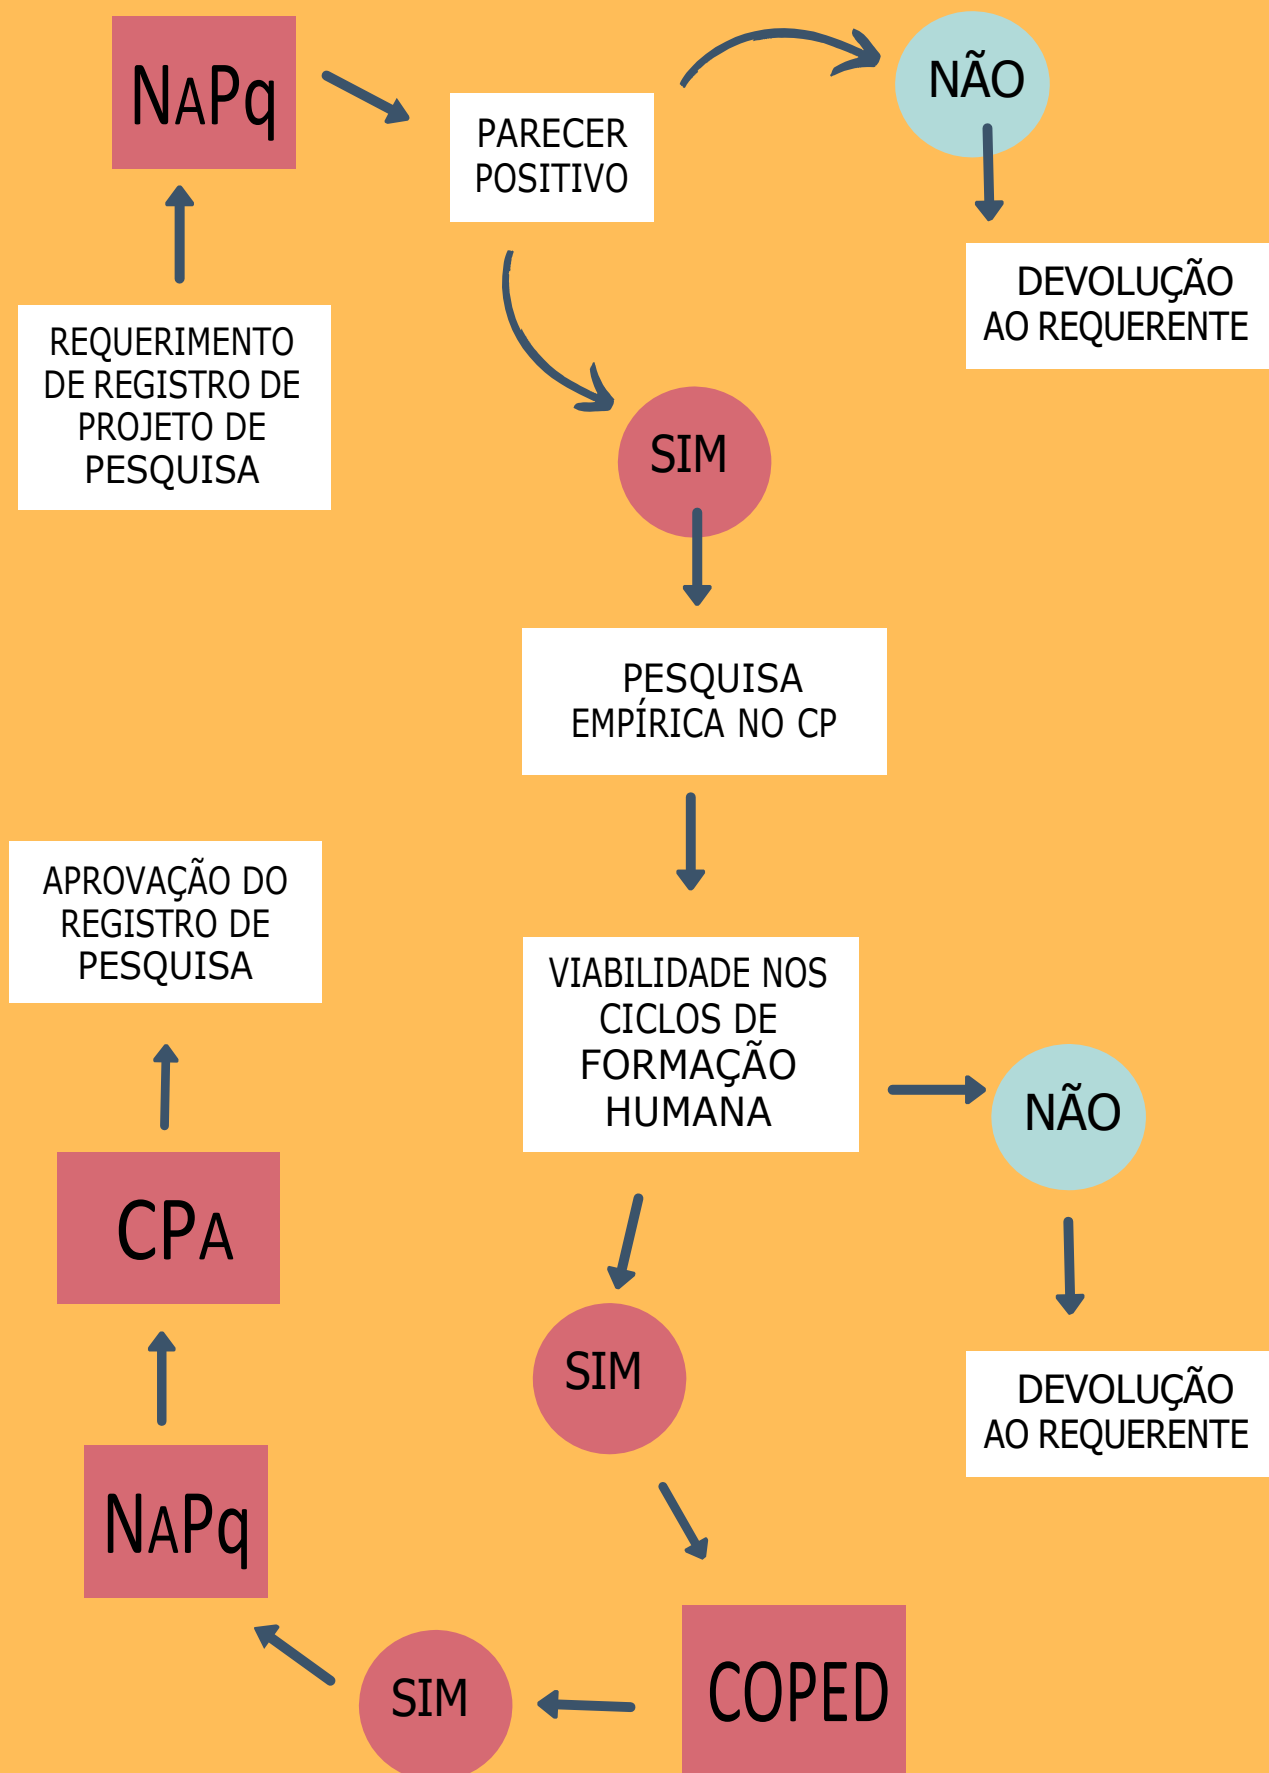 NAPq
PARECER
POSITIVO
NÃO
DEVOLUÇÃO
AO REQUERENTE
REQUERIMENTO
DE REGISTRO DE
PROJETO DE
PESQUISA
SIM
PESQUISA
EMPÍRICA NO CP
APROVAÇÃO DO
REGISTRO DE
PESQUISA
VIABILIDADE NOS
CICLOS DE
FORMAÇÃO
HUMANA
NÃO
CPA
SIM
DEVOLUÇÃO
AO REQUERENTE
NAPq
SIM
COPED